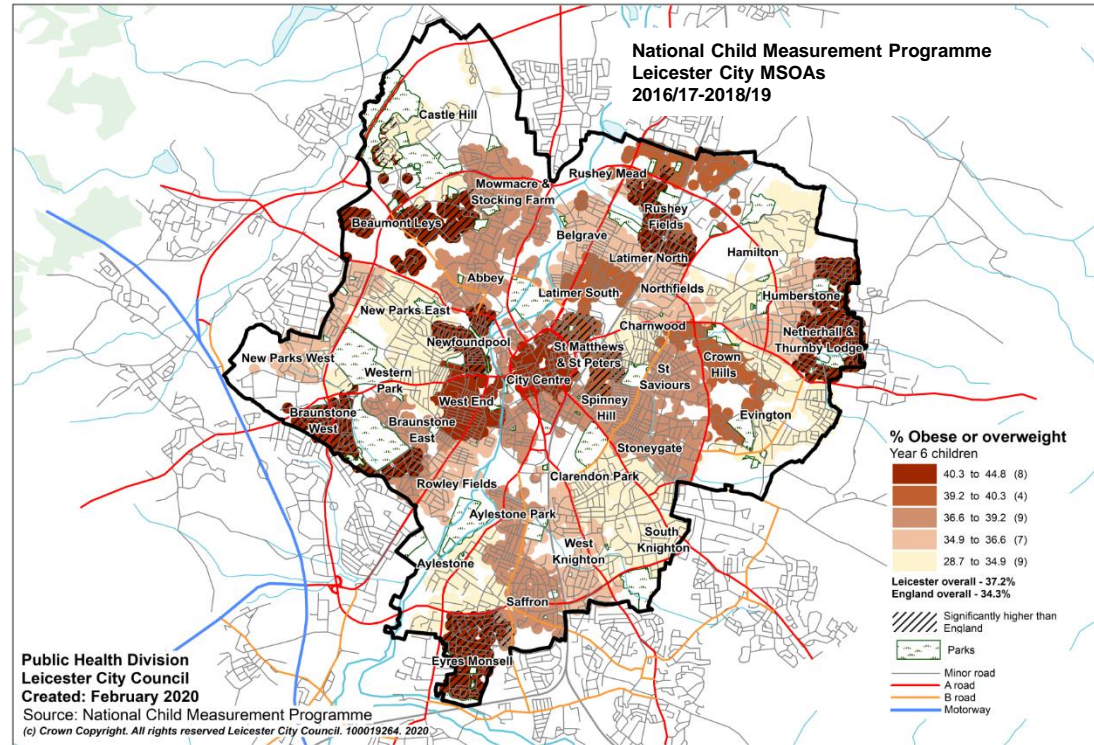 National Child Measurement Programme
Leicester City MSOAs
2016/17-2018/19
Castle Hill
Rushey Mead
Mowmacre &
Stocking Farm
Beaumont Leys
Rushey
Fields
Belgrave
Hamilton
Latimer North
Abbey
Latimer South
Northfields
Humberstone
New Parks East
Charnwood
Netherhall &
Thurnby Lodge
Newfoundpool
St Matthews
& St Peters
Crown
Hills
New Parks West
Western
Park
City Centre
St
Saviours
West End
Spinney
Hill
Braunstone
West
Braunstone
East
Evington
Stoneygate
Rowley Fields
Clarendon Park
Aylestone Park
South
Knighton
West
Knighton
Aylestone
Saffron
Eyres Monsell
% Obese or overweight
Year 6 children
40.3 to 44.8 (8)
39.2 to 40.3 (4)
36.6 to 39.2 (9)
34.9 to 36.6 (7)
28.7 to 34.9 (9)
Leicester overall - 37.2%
England overall - 34.3%
Significantly higher than
England
Parks
Minor road
A road
B road
Motorway
Public Health Division
Leicester City Council
Created: February 2020
Source: National Child Measurement Programme
(c) Crown Copyright. All rights reserved Leicester City Council. 100019264. 2020